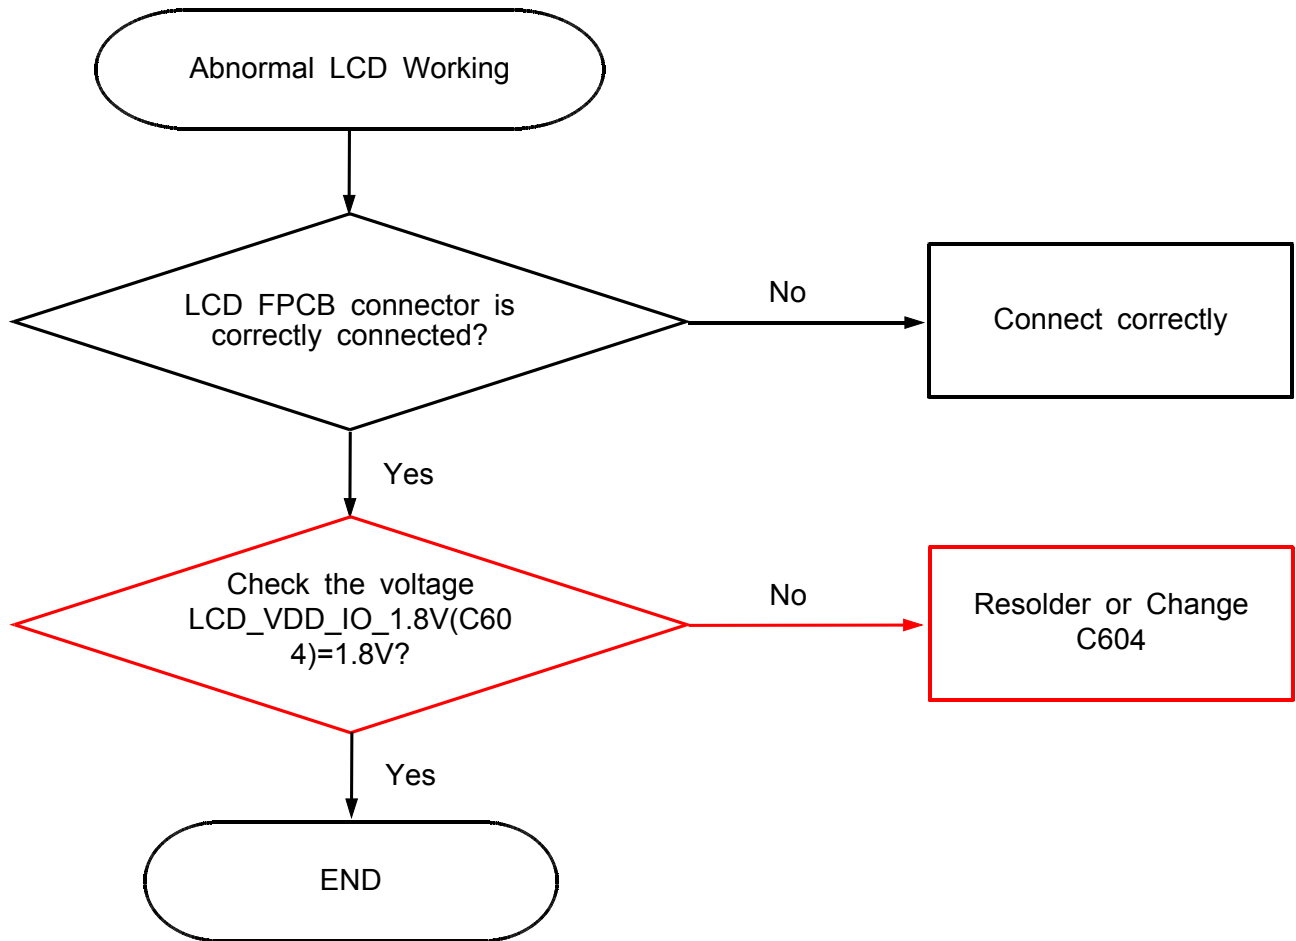 Abnormal LCD Working
LCD FPCB connector is
correctly connected?
No
Connect correctly
Yes
Check the voltage
LCD_VDD_IO_1.8V(C60
4)=1.8V?
No
Resolder or Change
C604
Yes
END